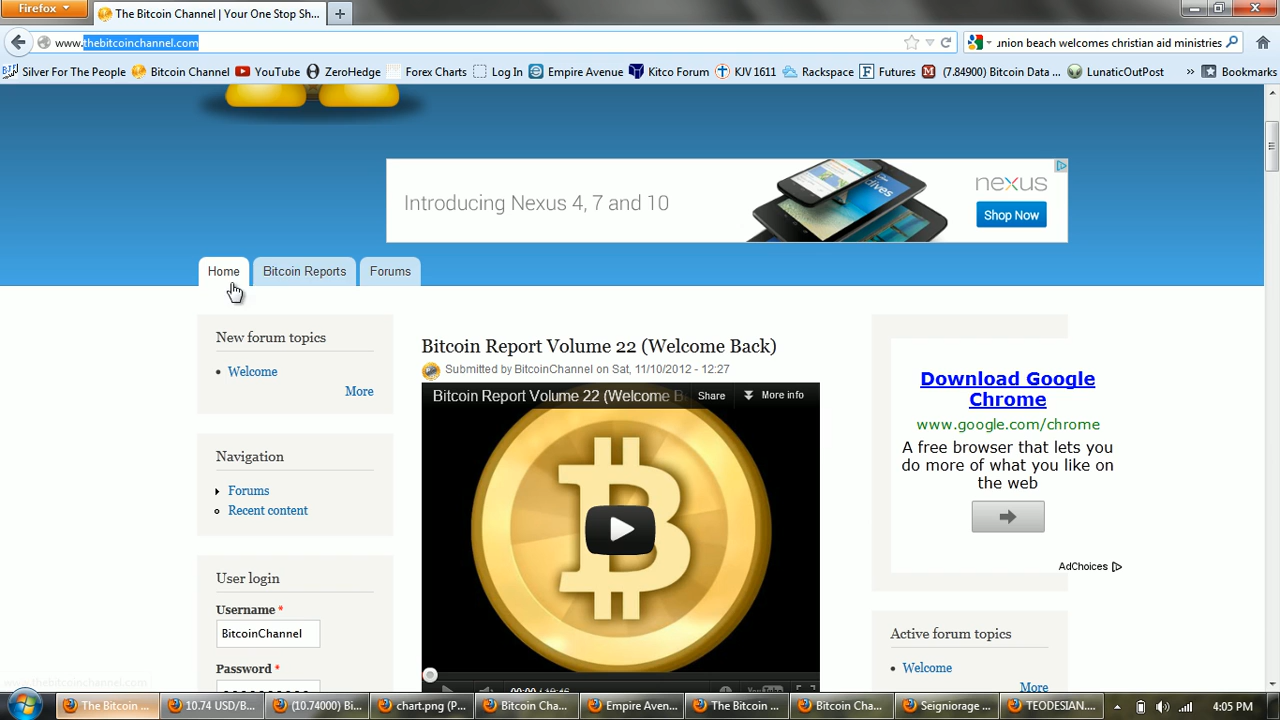 Firefox
The Bitcoin Channel | Your One Stop Sh...
www.thebitcoinchannel.com
union beach welcomes christian aid ministries
Silver For The People
Bitcoin Channel
YouTube
ZeroHedge
Forex Charts
Log In
Empire Avenue
Kitco Forum
KJV 1611
Rackspace
Futures
(7.84900) Bitcoin Data ...
LunaticOutPost
»
Bookmarks
Introducing Nexus 4, 7 and 10
nexus
Shop Now
Home
Bitcoin Reports
Forums
New forum topics
Welcome
More
Navigation
Forums
Recent content
User login
Username *
BitcoinChannel
Password *
Bitcoin Report Volume 22 (Welcome Back)
Submitted by BitcoinChannel on Sat, 11/10/2012 - 12:27
Bitcoin Report Volume 22 (Welcome B
Share
More info
Download Google
Chrome
www.google.com/chrome
A free browser that lets you
do more of what you like on
the web
AdChoices
Active forum topics
Welcome
More
www.thebitcoinchannel.com
The Bitcoin ...
10.74 USD/B...
(10.74000) Bi...
chart.png (P...
Bitcoin Cha...
Empire Aven...
The Bitcoin ...
Bitcoin Cha...
Seigniorage ...
TEODESIAN...
4:05 PM